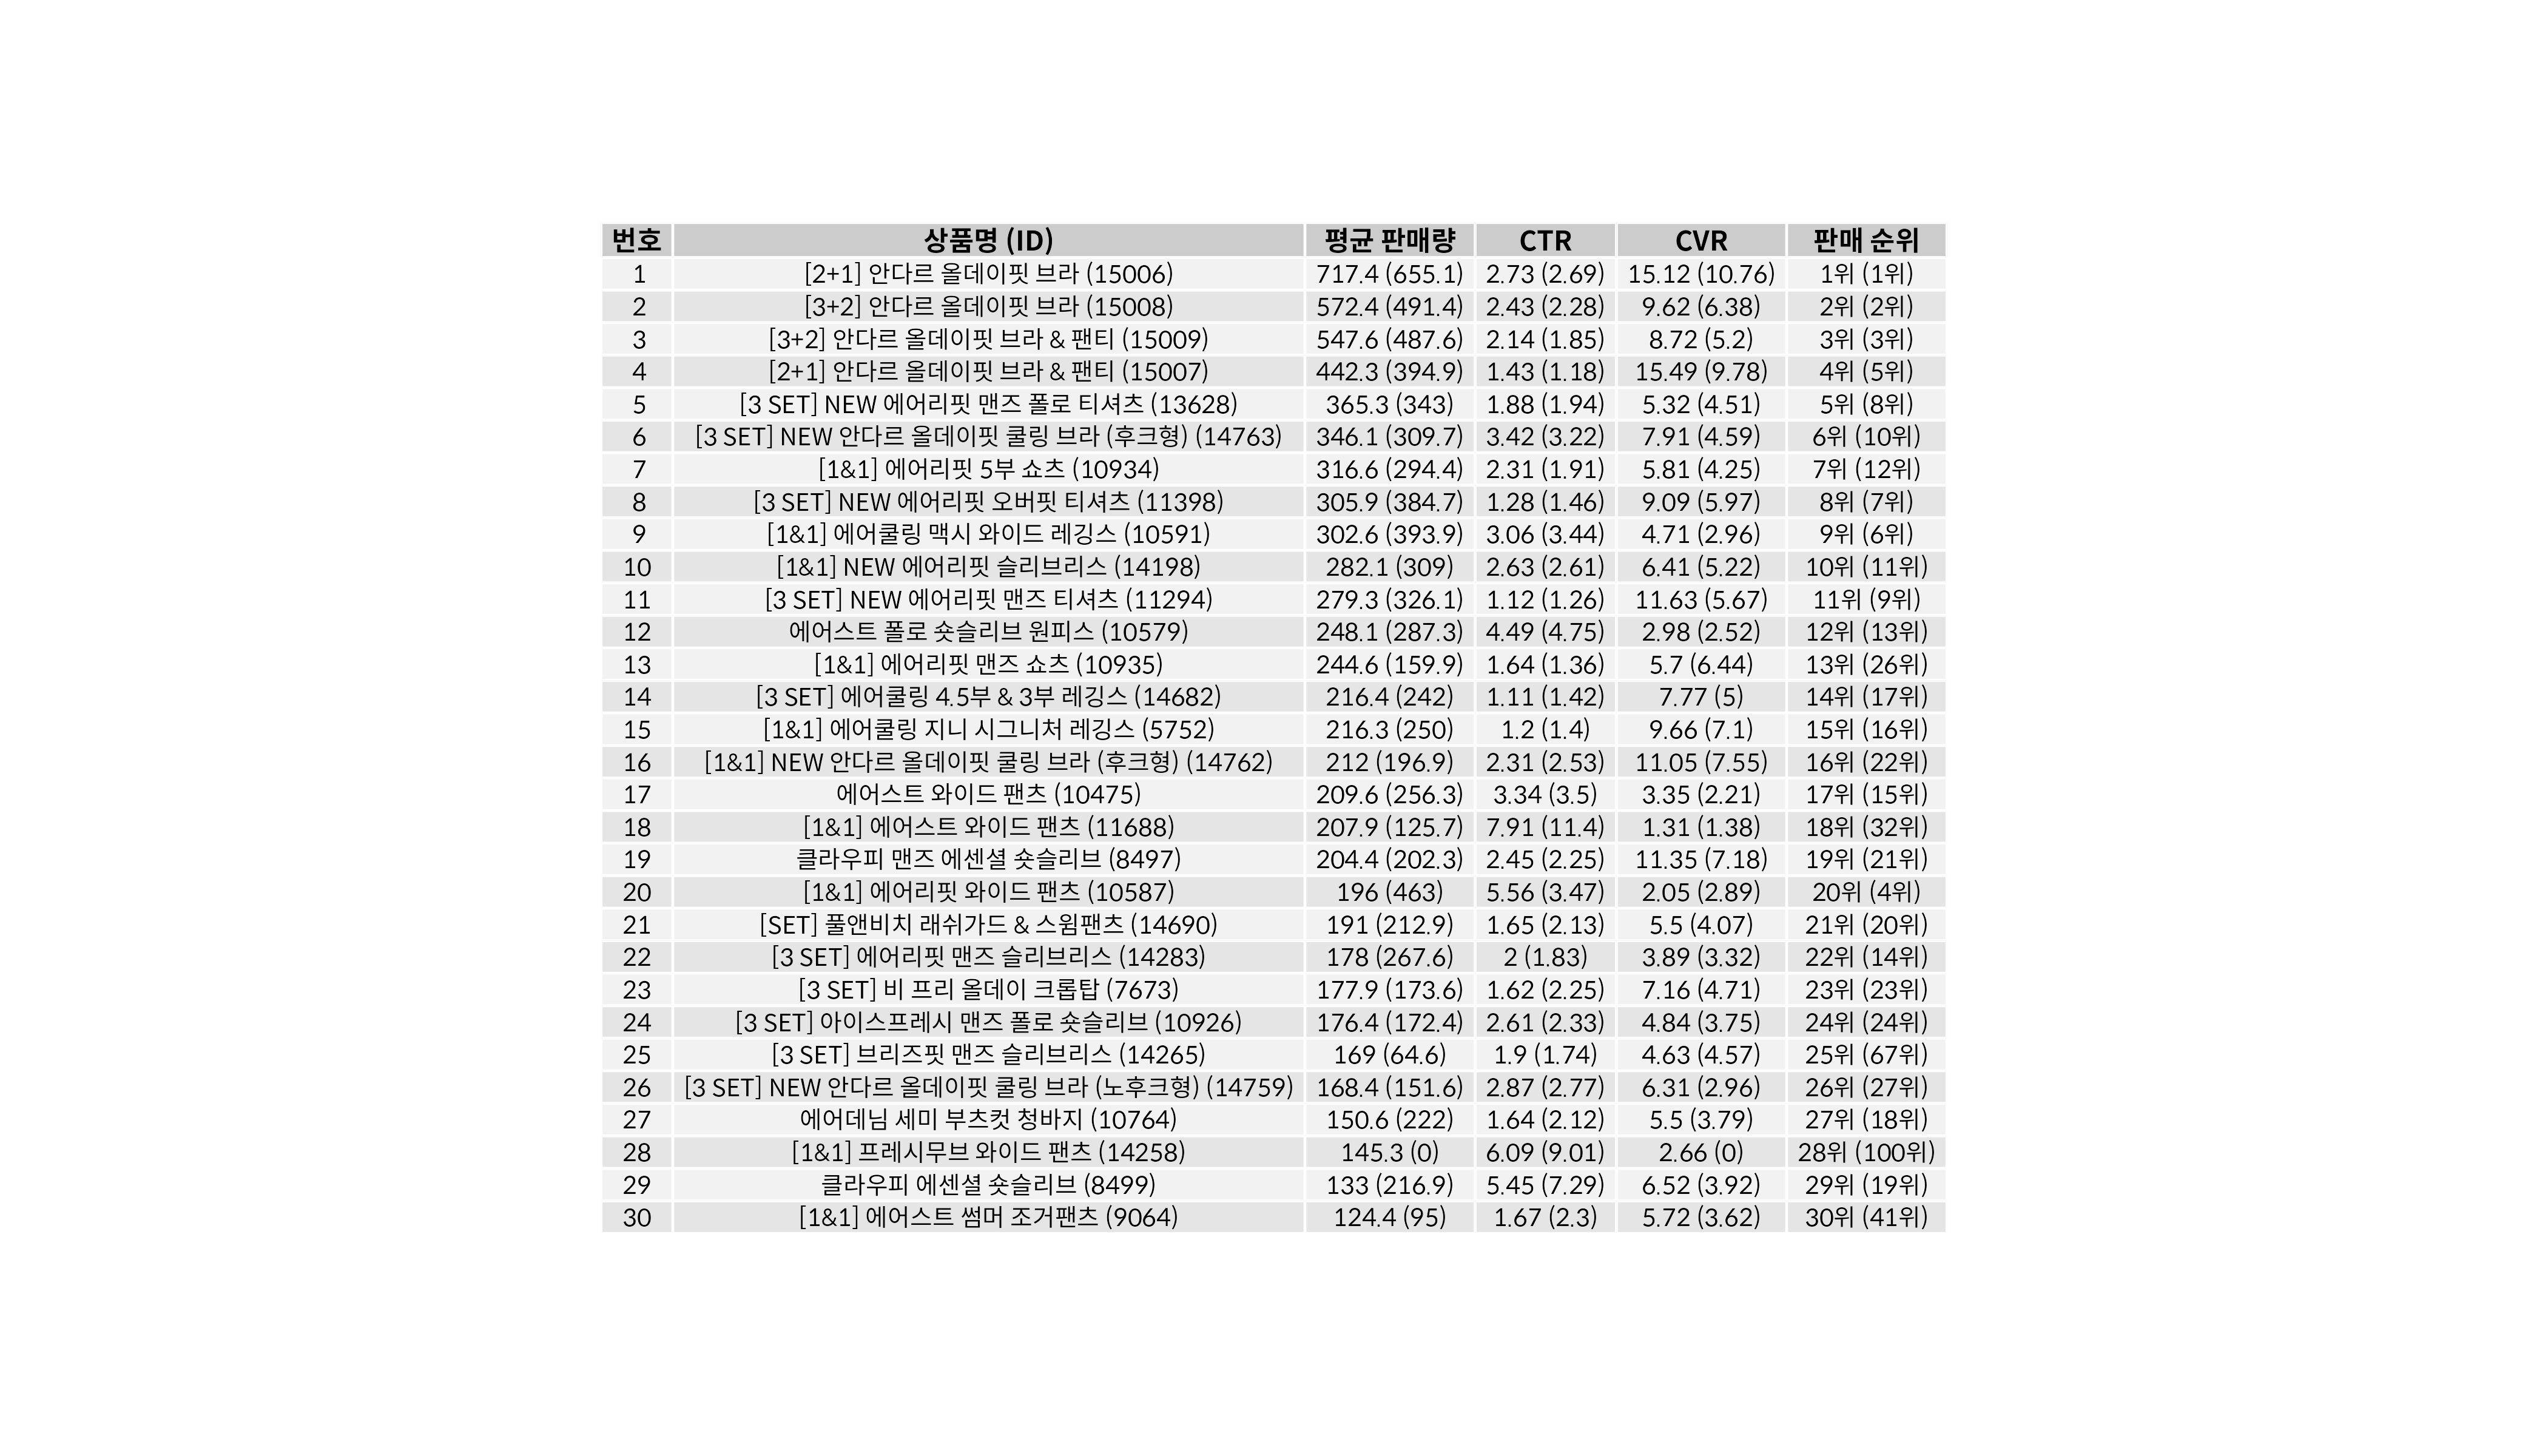 번호 상품명 (ID) 평균 판매량 CTR CVR 판매 순위
1 [2+1] 안다르 올데이핏 브라 (15006) 717.4 (655.1) 2.73 (2.69) 15.12 (10.76) 1위 (1위)
2 [3+2] 안다르 올데이핏 브라 (15008) 572.4 (491.4) 2.43 (2.28) 9.62 (6.38) 2위 (2위)
3 [3+2] 안다르 올데이핏 브라 & 팬티 (15009) 547.6 (487.6) 2.14 (1.85) 8.72 (5.2) 3위 (3위)
4 [2+1] 안다르 올데이핏 브라 & 팬티 (15007) 442.3 (394.9) 1.43 (1.18) 15.49 (9.78) 4위 (5위)
5 [3 SET] NEW 에어리핏 맨즈 폴로 티셔츠 (13628) 365.3 (343) 1.88 (1.94) 5.32 (4.51) 5위 (8위)
6 [3 SET] NEW 안다르 올데이핏 쿨링 브라 (후크형) (14763) 346.1 (309.7) 3.42 (3.22) 7.91 (4.59) 6위 (10위)
7 [1&1] 에어리핏 5부 쇼츠 (10934) 316.6 (294.4) 2.31 (1.91) 5.81 (4.25) 7위 (12위)
8 [3 SET] NEW 에어리핏 오버핏 티셔츠 (11398) 305.9 (384.7) 1.28 (1.46) 9.09 (5.97) 8위 (7위)
9 [1&1] 에어쿨링 맥시 와이드 레깅스 (10591) 302.6 (393.9) 3.06 (3.44) 4.71 (2.96) 9위 (6위)
10 [1&1] NEW 에어리핏 슬리브리스 (14198) 282.1 (309) 2.63 (2.61) 6.41 (5.22) 10위 (11위)
11 [3 SET] NEW 에어리핏 맨즈 티셔츠 (11294) 279.3 (326.1) 1.12 (1.26) 11.63 (5.67) 11위 (9위)
12 에어스트 폴로 숏슬리브 원피스 (10579) 248.1 (287.3) 4.49 (4.75) 2.98 (2.52) 12위 (13위)
13 [1&1] 에어리핏 맨즈 쇼츠 (10935) 244.6 (159.9) 1.64 (1.36) 5.7 (6.44) 13위 (26위)
14 [3 SET] 에어쿨링 4.5부 & 3부 레깅스 (14682) 216.4 (242) 1.11 (1.42) 7.77 (5) 14위 (17위)
15 [1&1] 에어쿨링 지니 시그니처 레깅스 (5752) 216.3 (250) 1.2 (1.4) 9.66 (7.1) 15위 (16위)
16 [1&1] NEW 안다르 올데이핏 쿨링 브라 (후크형) (14762) 212 (196.9) 2.31 (2.53) 11.05 (7.55) 16위 (22위)
17 에어스트 와이드 팬츠 (10475) 209.6 (256.3) 3.34 (3.5) 3.35 (2.21) 17위 (15위)
18 [1&1] 에어스트 와이드 팬츠 (11688) 207.9 (125.7) 7.91 (11.4) 1.31 (1.38) 18위 (32위)
19 클라우피 맨즈 에센셜 숏슬리브 (8497) 204.4 (202.3) 2.45 (2.25) 11.35 (7.18) 19위 (21위)
20 [1&1] 에어리핏 와이드 팬츠 (10587) 196 (463) 5.56 (3.47) 2.05 (2.89) 20위 (4위)
21 [SET] 풀앤비치 래쉬가드 & 스윔팬츠 (14690) 191 (212.9) 1.65 (2.13) 5.5 (4.07) 21위 (20위)
22 [3 SET] 에어리핏 맨즈 슬리브리스 (14283) 178 (267.6) 2 (1.83) 3.89 (3.32) 22위 (14위)
23 [3 SET] 비 프리 올데이 크롭탑 (7673) 177.9 (173.6) 1.62 (2.25) 7.16 (4.71) 23위 (23위)
24 [3 SET] 아이스프레시 맨즈 폴로 숏슬리브 (10926) 176.4 (172.4) 2.61 (2.33) 4.84 (3.75) 24위 (24위)
25 [3 SET] 브리즈핏 맨즈 슬리브리스 (14265) 169 (64.6) 1.9 (1.74) 4.63 (4.57) 25위 (67위)
26 [3 SET] NEW 안다르 올데이핏 쿨링 브라 (노후크형) (14759) 168.4 (151.6) 2.87 (2.77) 6.31 (2.96) 26위 (27위)
27 에어데님 세미 부츠컷 청바지 (10764) 150.6 (222) 1.64 (2.12) 5.5 (3.79) 27위 (18위)
28 [1&1] 프레시무브 와이드 팬츠 (14258) 145.3 (0) 6.09 (9.01) 2.66 (0) 28위 (100위)
29 클라우피 에센셜 숏슬리브 (8499) 133 (216.9) 5.45 (7.29) 6.52 (3.92) 29위 (19위)
30 [1&1] 에어스트 썸머 조거팬츠 (9064) 124.4 (95) 1.67 (2.3) 5.72 (3.62) 30위 (41위)